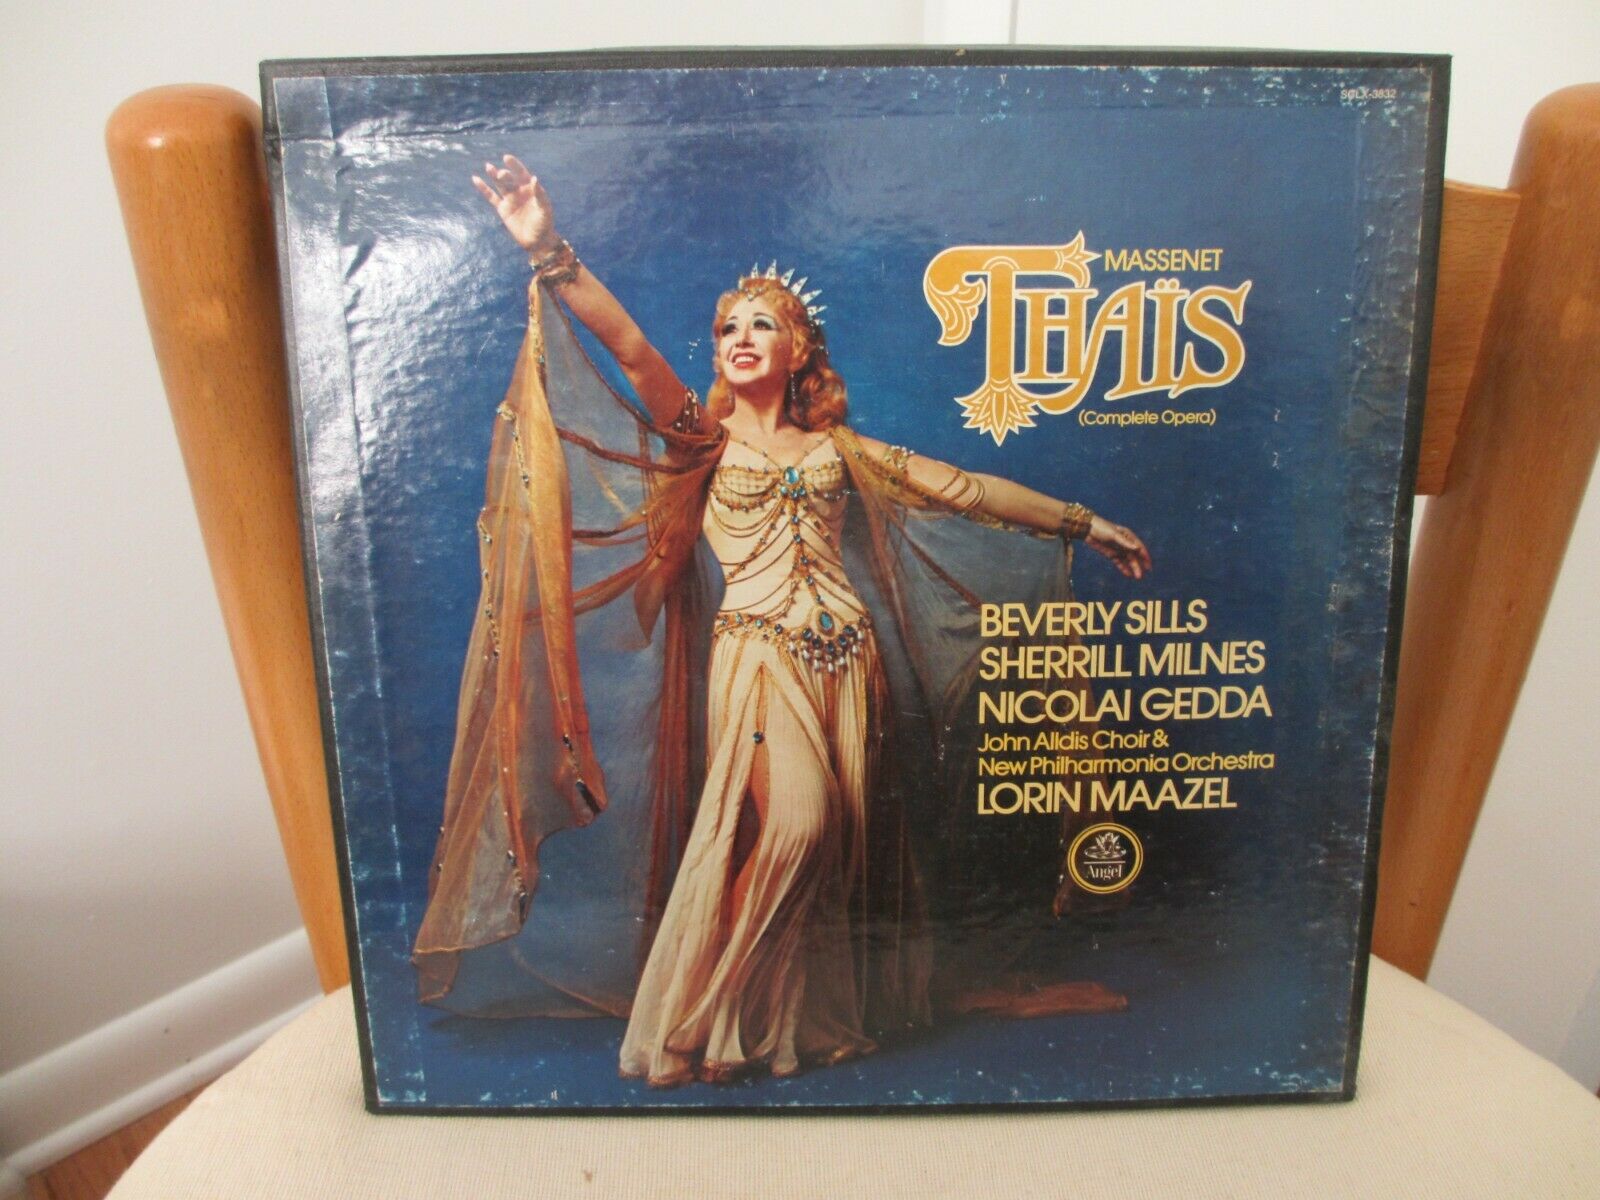 SCLX-3832
MASSENET
THAÏS
(Complete Opera)
BEVERLY SILLS
SHERRILL MILNES
NICOLAI GEDDA
John Alldis Choir &
New Philharmonia Orchestra
LORIN MAAZEL
Angel